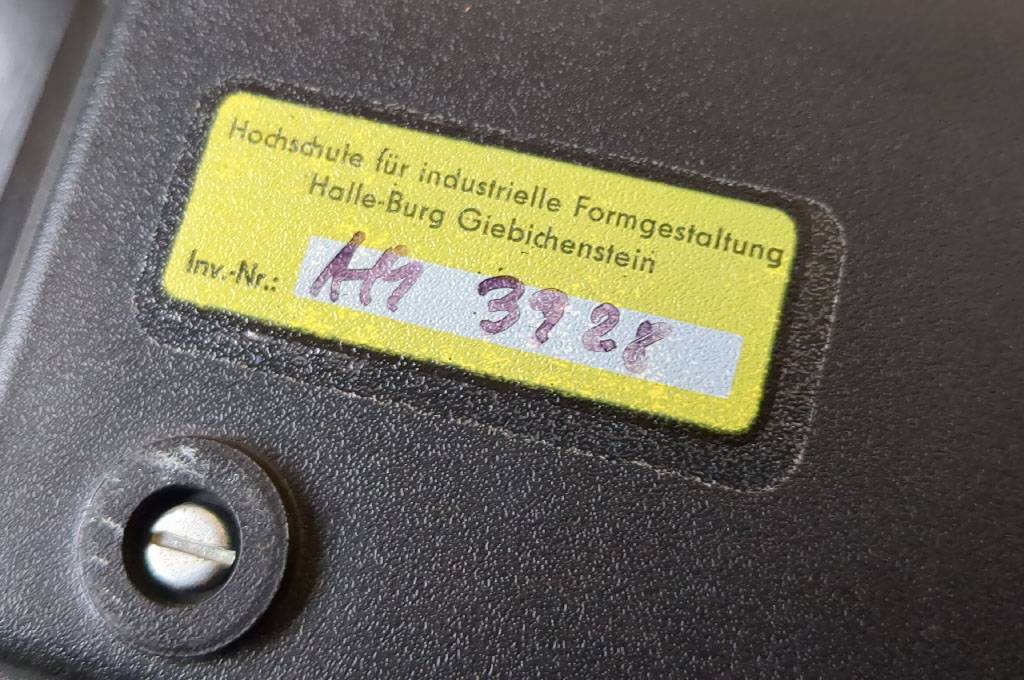 Hochschule für industrielle Formgestaltung
Halle-Burg Giebichenstein
Inv.-Nr.: 3928